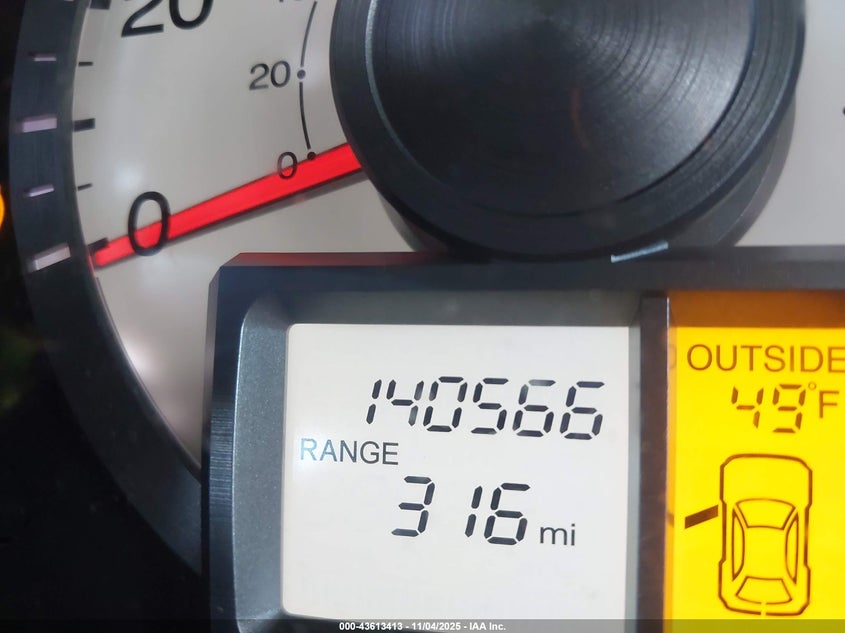 20
20
0
0
140566
RANGE
316 mi
OUTSIDE
49°F
000-43613413 - 11/04/2025 - IAA Inc.